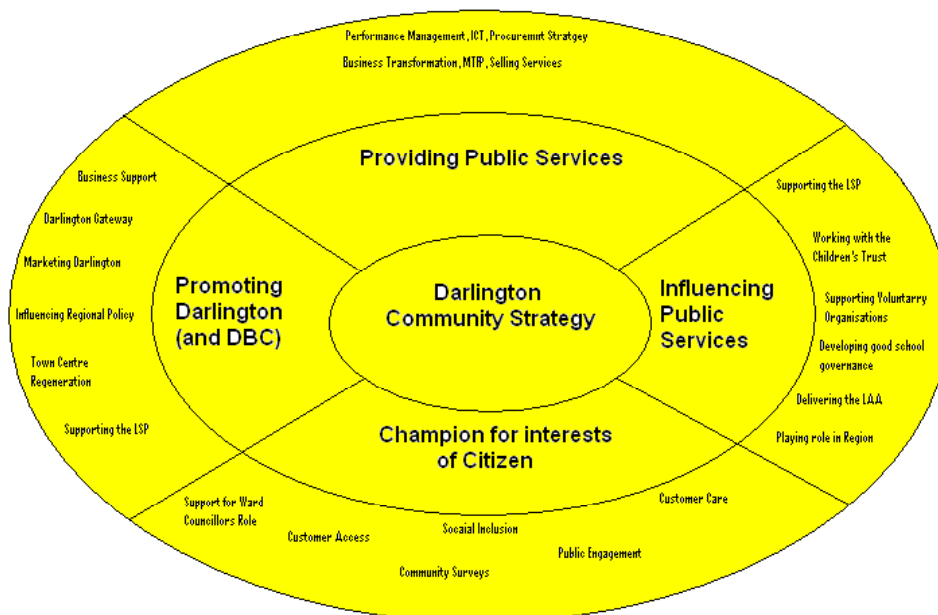 Performance Management, ICT, Procuremnt Stratgey
Business Transformation, MTFP, Selling Services
Providing Public Services
Business Support
Darlington Gateway
Marketing Darlington
Influencing Regional Policy
Town Centre
Regeneration
Supporting the LSP
Promoting
Darlington
(and DBC)
Darlington
Community Strategy
Influencing
Public
Services
Supporting the LSP
Working with the
Children's Trust
Supporting Voluntarry
Organisations
Developing good school
governance
Delivering the LAA
Playing role in Region
Champion for interests
of Citizen
Support for Ward
Councillors Role
Customer Access
Socaial Inclusion
Customer Care
Community Surveys
Public Engagement